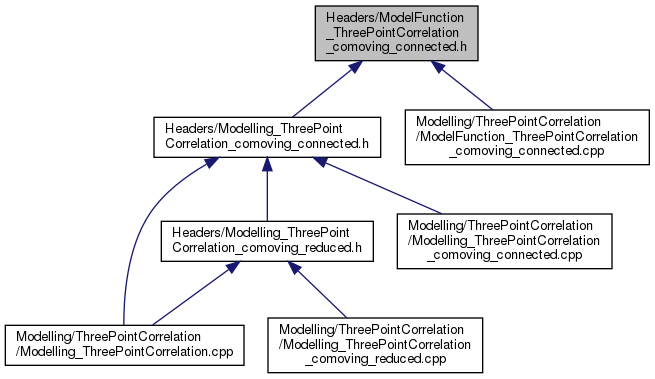 Headers/ModelFunction
_ThreePointCorrelation
_comoving_connected.h
Headers/Modelling_ThreePoint
Correlation_comoving_connected.h
Modelling/ThreePointCorrelation
/ModelFunction_ThreePointCorrelation
_comoving_connected.cpp
Headers/Modelling_ThreePoint
Correlation_comoving_reduced.h
Modelling/ThreePointCorrelation
/Modelling_ThreePointCorrelation
_comoving_connected.cpp
Modelling/ThreePointCorrelation
/Modelling_ThreePointCorrelation.cpp
Modelling/ThreePointCorrelation
/Modelling_ThreePointCorrelation
_comoving_reduced.cpp